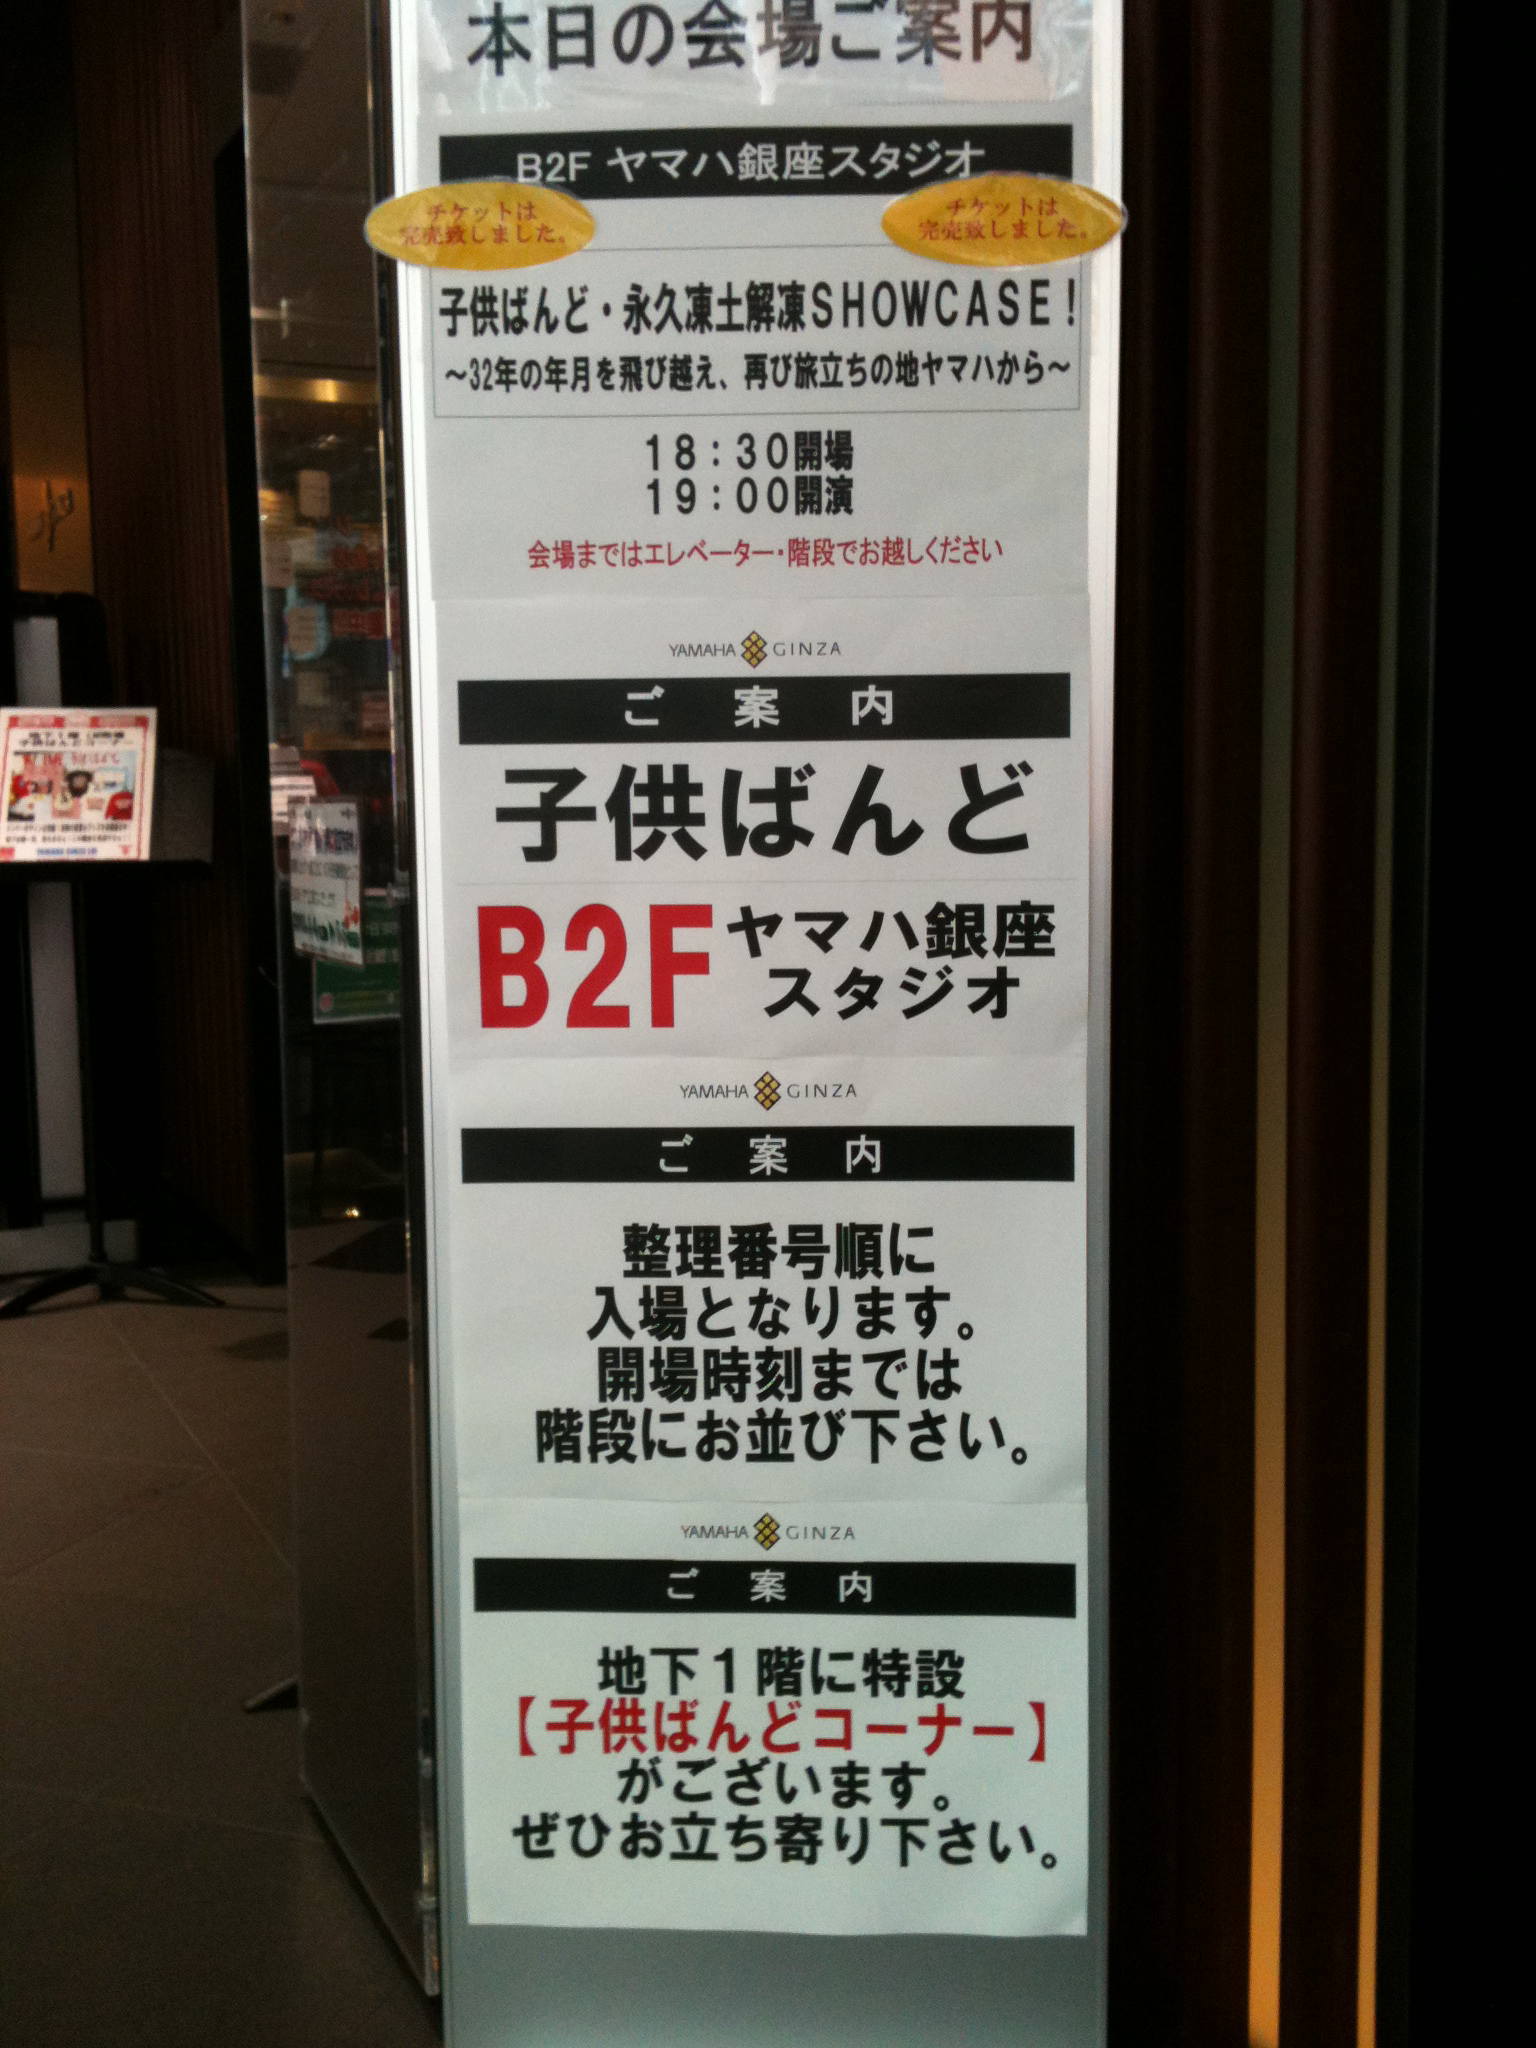 本日の会場ご案内
B2F ヤマハ銀座スタジオ
チケットは
完売致しました。
チケットは
完売致しました。
子供ばんど・永久凍土解凍SHOWCASE!
～32年の年月を飛び越え、再び旅立ちの地ヤマハから～
18：30開場
19：00開演
会場まではエレベーター・階段でお越しください
YAMAHA GINZA
ご案内
子供ばんど
B2F ヤマハ銀座
スタジオ
YAMAHA GINZA
ご案内
整理番号順に
入場となります。
開場時刻までは
階段にお並び下さい。
YAMAHA GINZA
ご案内
地下1階に特設
【子供ばんどコーナー】
がございます。
ぜひお立ち寄り下さい。
子供ばんどコーナー